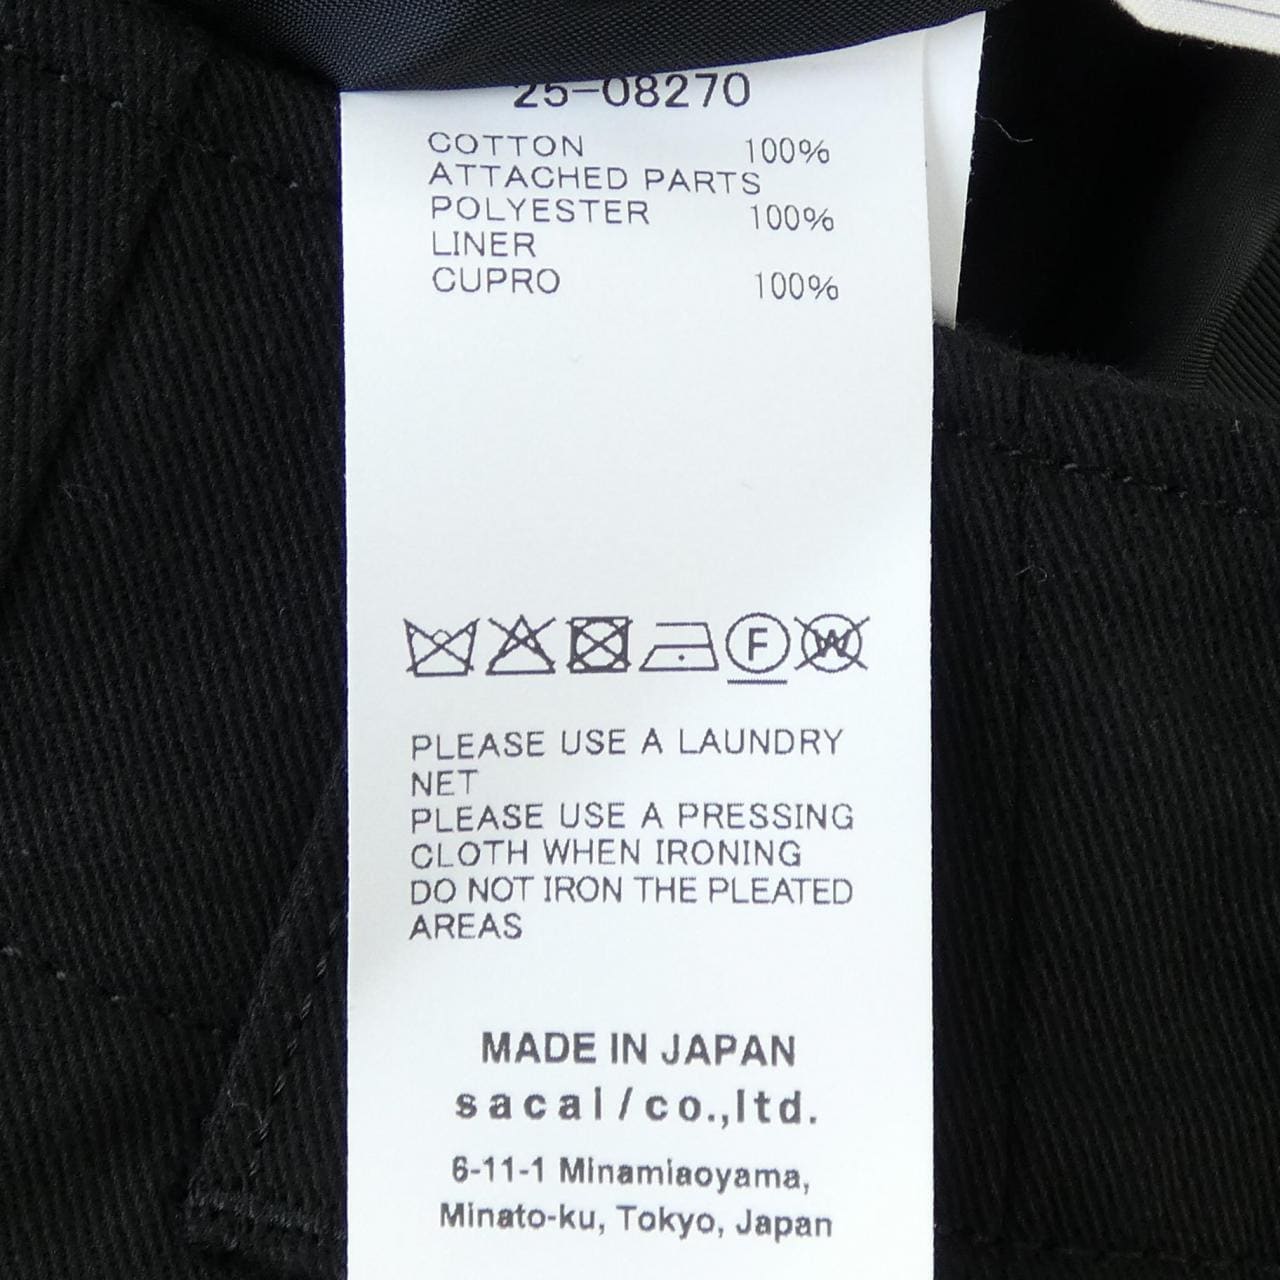 25-08270
COTTON 100%
ATTACHED PARTS
POLYESTER 100%
LINER
CUPRO 100%
F W
PLEASE USE A LAUNDRY
NET
PLEASE USE A PRESSING
CLOTH WHEN IRONING
DO NOT IRON THE PLEATED
AREAS
MADE IN JAPAN
sacai/co.,ltd.
6-11-1 Minamiaoyama,
Minato-ku, Tokyo, Japan